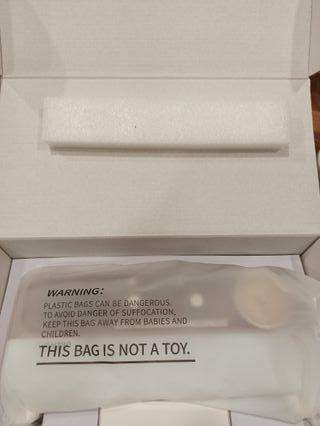 WARNING:
PLASTIC BAGS CAN BE DANGEROUS.
TO AVOID DANGER OF SUFFOCATION,
KEEP THIS BAG AWAY FROM BABIES AND
CHILDREN.
THIS BAG IS NOT A TOY.